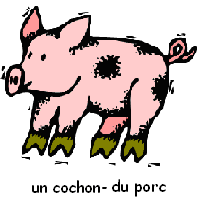 un cochon- du porc